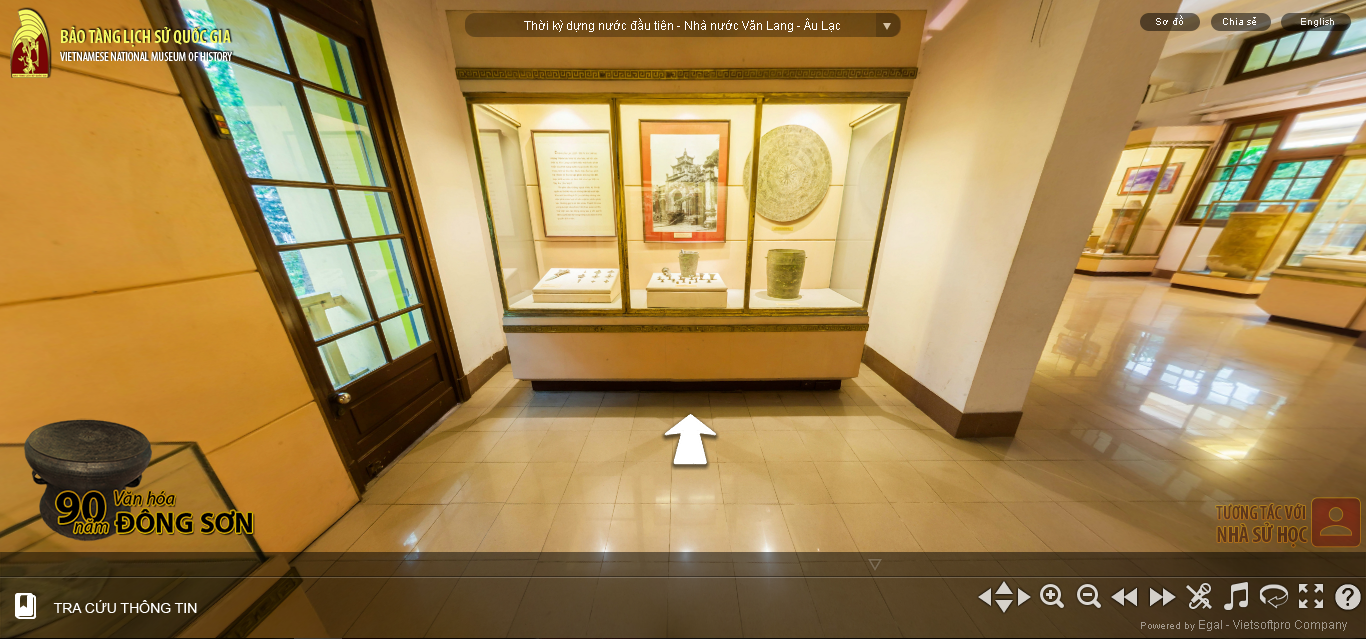 BẢO TÀNG LỊCH SỬ QUỐC GIA
VIETNAMESE NATIONAL MUSEUM OF HISTORY
Thời kỳ dựng nước đầu tiên - Nhà nước Văn Lang - Âu Lạc
Sơ đồ
Chia sẻ
English
90 năm
Văn hóa
ĐÔNG SƠN
TƯƠNG TÁC VỚI
NHÀ SỬ HỌC
TRA CỨU THÔNG TIN
?
Powered by Egal - Vietsoftpro Company